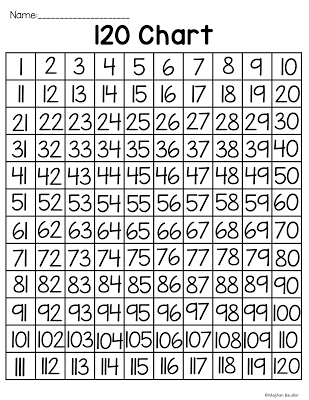 Name:____________________
120 Chart
1 2 3 4 5 6 7 8 9 10
11 12 13 14 15 16 17 18 19 20
21 22 23 24 25 26 27 28 29 30
31 32 33 34 35 36 37 38 39 40
41 42 43 44 45 46 47 48 49 50
51 52 53 54 55 56 57 58 59 60
61 62 63 64 65 66 67 68 69 70
71 72 73 74 75 76 77 78 79 80
81 82 83 84 85 86 87 88 89 90
91 92 93 94 95 96 97 98 99 100
101 102 103 104 105 106 107 108 109 110
111 112 113 114 115 116 117 118 119 120
©Meghan Baudler